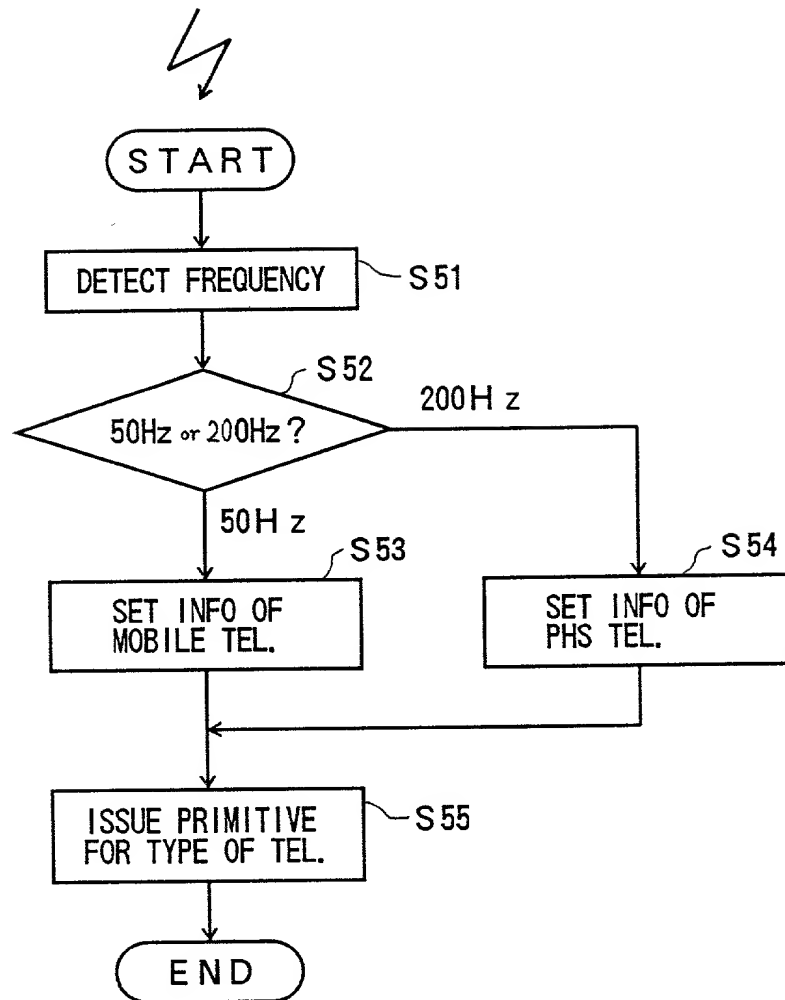 START
DETECT FREQUENCY
S51
S52
50Hz or 200Hz?
200Hz
50Hz
S53
SET INFO OF
MOBILE TEL.
S54
SET INFO OF
PHS TEL.
ISSUE PRIMITIVE
FOR TYPE OF TEL.
S55
END